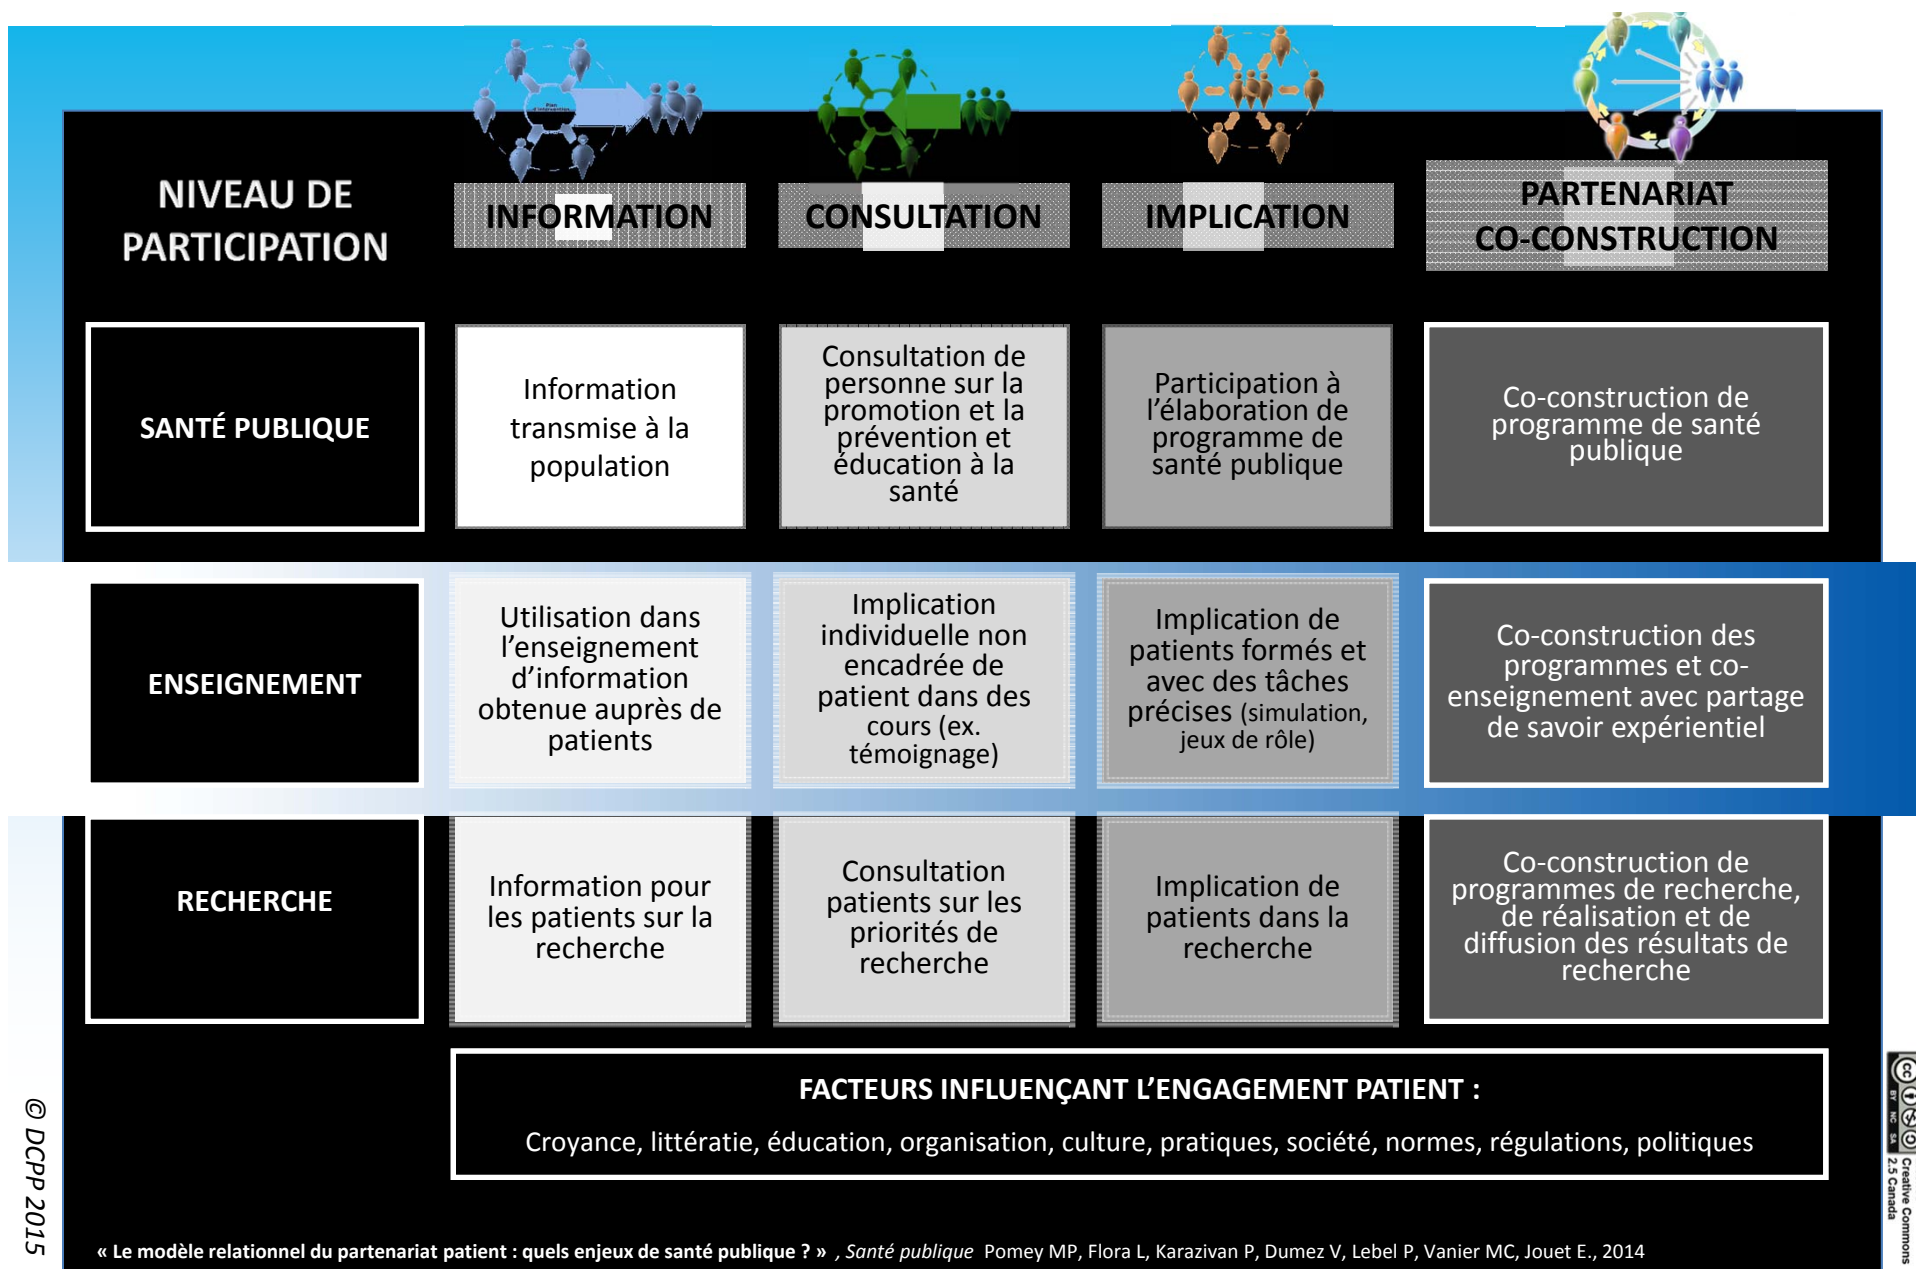 Plan
d'intervention
NIVEAU DE
PARTICIPATION
INFORMATION
CONSULTATION
IMPLICATION
PARTENARIAT
CO-CONSTRUCTION
SANTÉ PUBLIQUE
Information
transmise à la
population
Consultation de
personne sur la
promotion et la
prévention et
éducation à la
santé
Participation à
l'élaboration de
programme de
santé publique
Co-construction de
programme de santé
publique
ENSEIGNEMENT
Utilisation dans
l'enseignement
d'information
obtenue auprès de
patients
Implication
individuelle non
encadrée de
patient dans des
cours (ex.
témoignage)
Implication de
patients formés et
avec des tâches
précises (simulation,
jeux de rôle)
Co-construction des
programmes et co-
enseignement avec partage
de savoir expérientiel
RECHERCHE
Information pour
les patients sur la
recherche
Consultation
patients sur les
priorités de
recherche
Implication de
patients dans la
recherche
Co-construction de
programmes de recherche,
de réalisation et de
diffusion des résultats de
recherche
FACTEURS INFLUENÇANT L'ENGAGEMENT PATIENT :
Croyance, littératie, éducation, organisation, culture, pratiques, société, normes, régulations, politiques
© DCPP 2015
cc
BY NC SA
Creative Commons
2.5 Canada
« Le modèle relationnel du partenariat patient : quels enjeux de santé publique ? » , Santé publique Pomey MP, Flora L, Karazivan P, Dumez V, Lebel P, Vanier MC, Jouet E., 2014